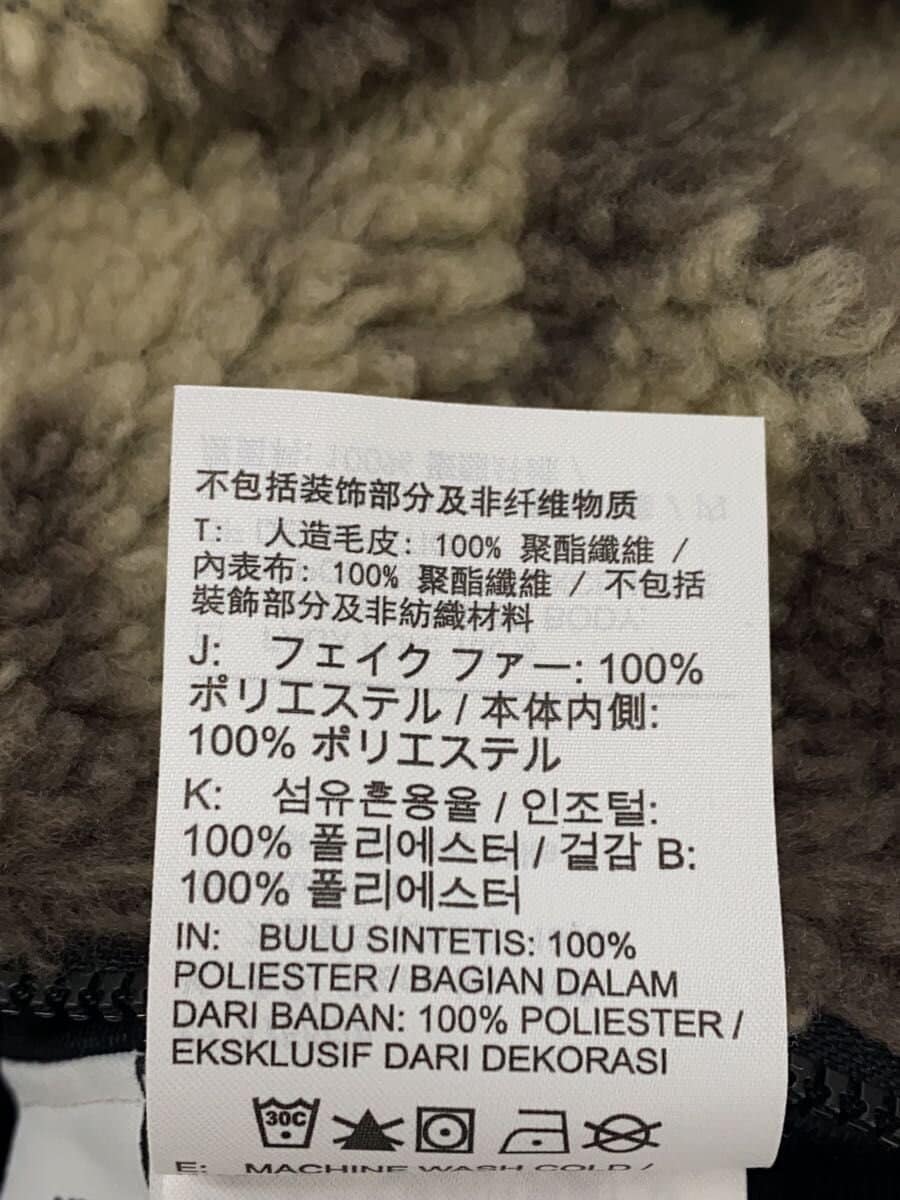 不包括装饰部分及非纤维物质
T: 人造毛皮: 100% 聚酯纖維 /
內表布: 100% 聚酯纖維 / 不包括
裝飾部分及非紡織材料
J: フェイク ファー: 100%
ポリエステル / 本体内側:
100% ポリエステル
K: 섬유혼용율 / 인조털:
100% 폴리에스터 / 겉감 B:
100% 폴리에스터
IN: BULU SINTETIS: 100%
POLIESTER / BAGIAN DALAM
DARI BADAN: 100% POLIESTER /
EKSKLUSIF DARI DEKORASI
30C
E: MACHINE WASH COLD /